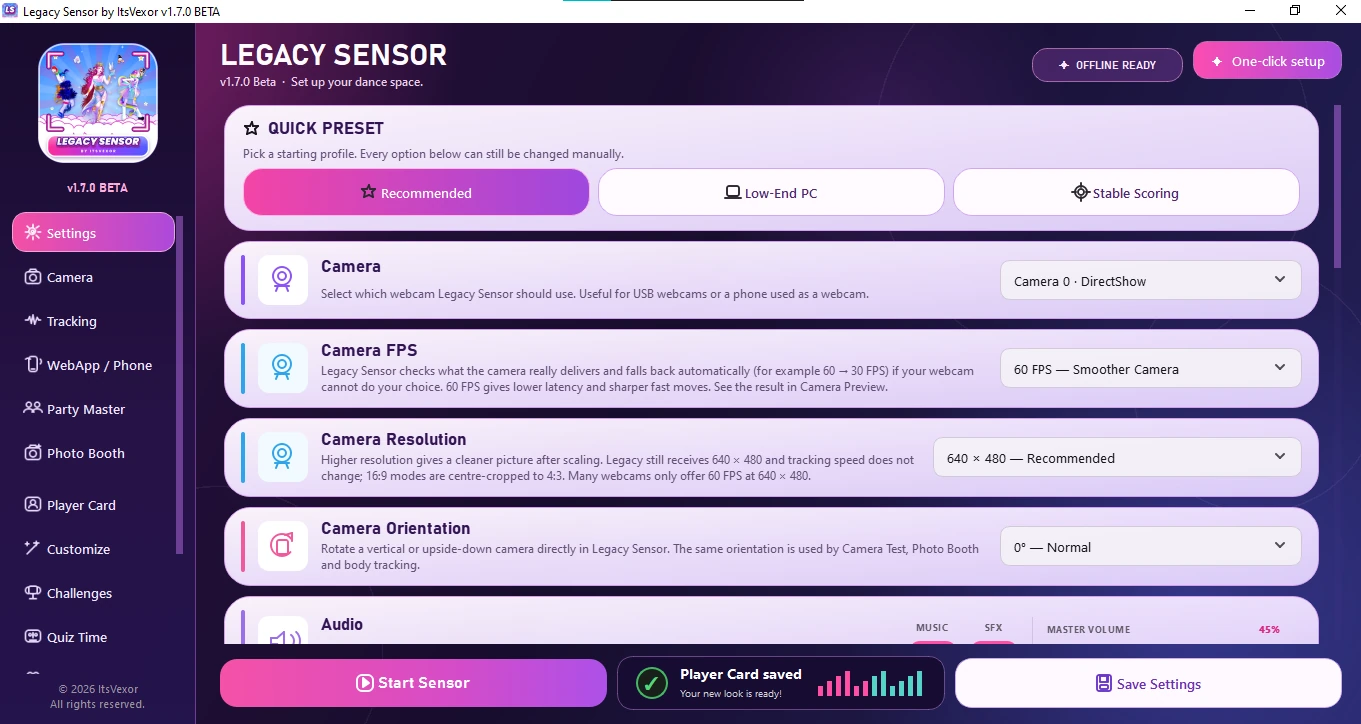 Legacy Sensor by ItsVexor v1.7.0 BETA
LEGACY SENSOR
BY ITSVEXOR
v1.7.0 BETA
Settings
Camera
Tracking
WebApp / Phone
Party Master
Photo Booth
Player Card
Customize
Challenges
Quiz Time
© 2026 ItsVexor
All rights reserved.
LEGACY SENSOR
v1.7.0 Beta · Set up your dance space.
OFFLINE READY
One-click setup
QUICK PRESET
Pick a starting profile. Every option below can still be changed manually.
Recommended
Low-End PC
Stable Scoring
Camera
Select which webcam Legacy Sensor should use. Useful for USB webcams or a phone used as a webcam.
Camera 0 · DirectShow
Camera FPS
Legacy Sensor checks what the camera really delivers and falls back automatically (for example 60 → 30 FPS) if your webcam
cannot do your choice. 60 FPS gives lower latency and sharper fast moves. See the result in Camera Preview.
60 FPS — Smoother Camera
Camera Resolution
Higher resolution gives a cleaner picture after scaling. Legacy still receives 640 × 480 and tracking speed does not
change; 16:9 modes are centre-cropped to 4:3. Many webcams only offer 60 FPS at 640 × 480.
640 × 480 — Recommended
Camera Orientation
Rotate a vertical or upside-down camera directly in Legacy Sensor. The same orientation is used by Camera Test, Photo Booth
and body tracking.
0° — Normal
Audio
MUSIC
SFX
MASTER VOLUME
45%
Start Sensor
Player Card saved
Your new look is ready!
Save Settings